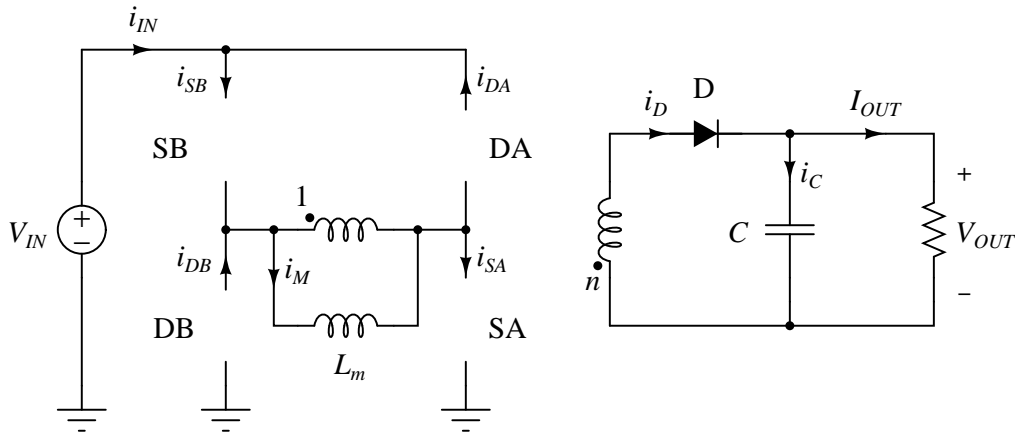 i_IN
i_SB
i_DA
SB
DA
1
V_IN
i_DB
i_M
i_SA
DB
SA
L_m
D
i_D
I_OUT
i_C
+
C
V_OUT
n
−